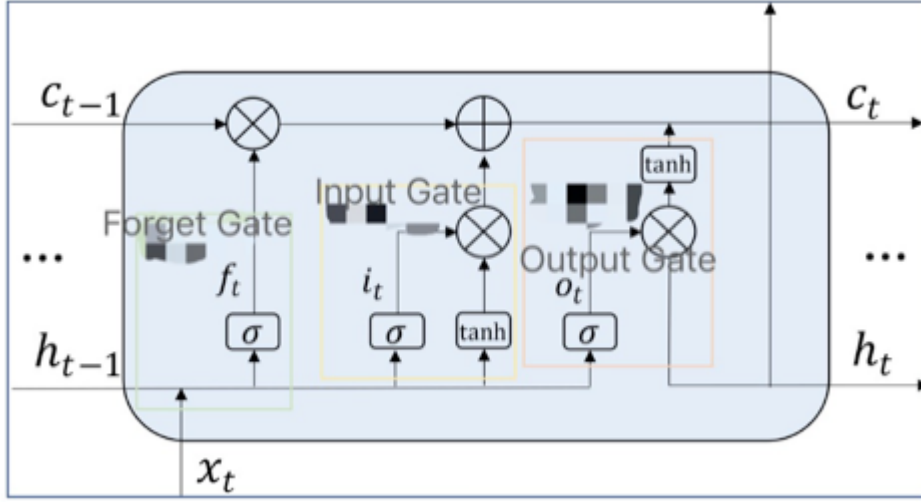 c_{t-1}
c_t
tanh
Input Gate
Forget Gate
Output Gate
...
...
f_t
i_t
o_t
σ
σ
tanh
σ
h_{t-1}
h_t
x_t